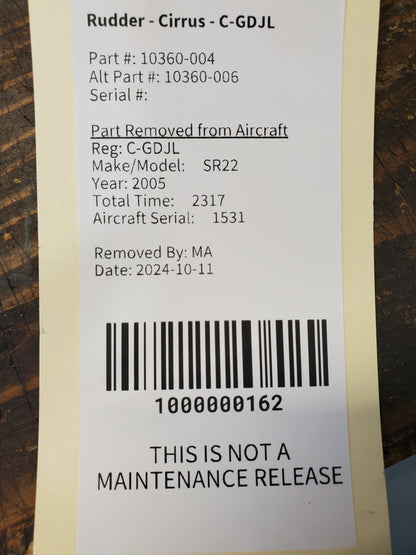 Rudder - Cirrus - C-GDJL
Part #: 10360-004
Alt Part #: 10360-006
Serial #:
Part Removed from Aircraft
Reg: C-GDJL
Make/Model: SR22
Year: 2005
Total Time: 2317
Aircraft Serial: 1531
Removed By: MA
Date: 2024-10-11
1000000162
THIS IS NOT A
MAINTENANCE RELEASE